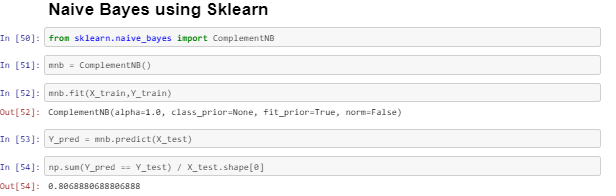 Naive Bayes using Sklearn
In [50]: from sklearn.naive_bayes import ComplementNB
In [51]: mnb = ComplementNB()
In [52]: mnb.fit(X_train,Y_train)
Out[52]: ComplementNB(alpha=1.0, class_prior=None, fit_prior=True, norm=False)
In [53]: Y_pred = mnb.predict(X_test)
In [54]: np.sum(Y_pred == Y_test) / X_test.shape[0]
Out[54]: 0.8068880688806888